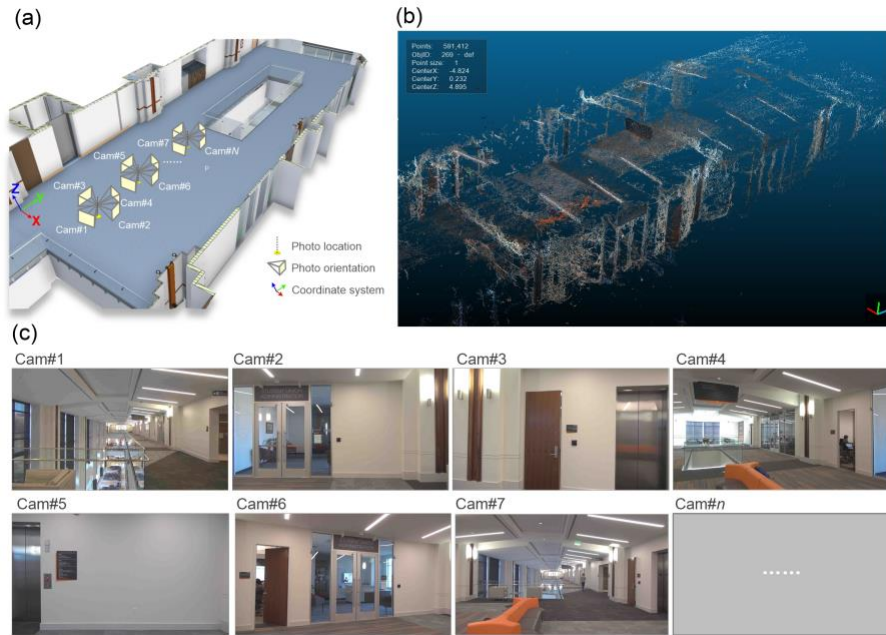 (a)
Cam#7
Cam#5
Cam#N
......
Cam#3
Cam#6
P
Z
Cam#4
X
Cam#1
Cam#2
Photo location
Photo orientation
Coordinate system
(b)
Points: 591,412
ObjID: 269 - def
Point size: 1
CenterX: -4.824
CenterY: 0.232
CenterZ: 4.895
(c)
Cam#1
Cam#2
Cam#3
Cam#4
Cam#5
Cam#6
Cam#7
Cam#n
......